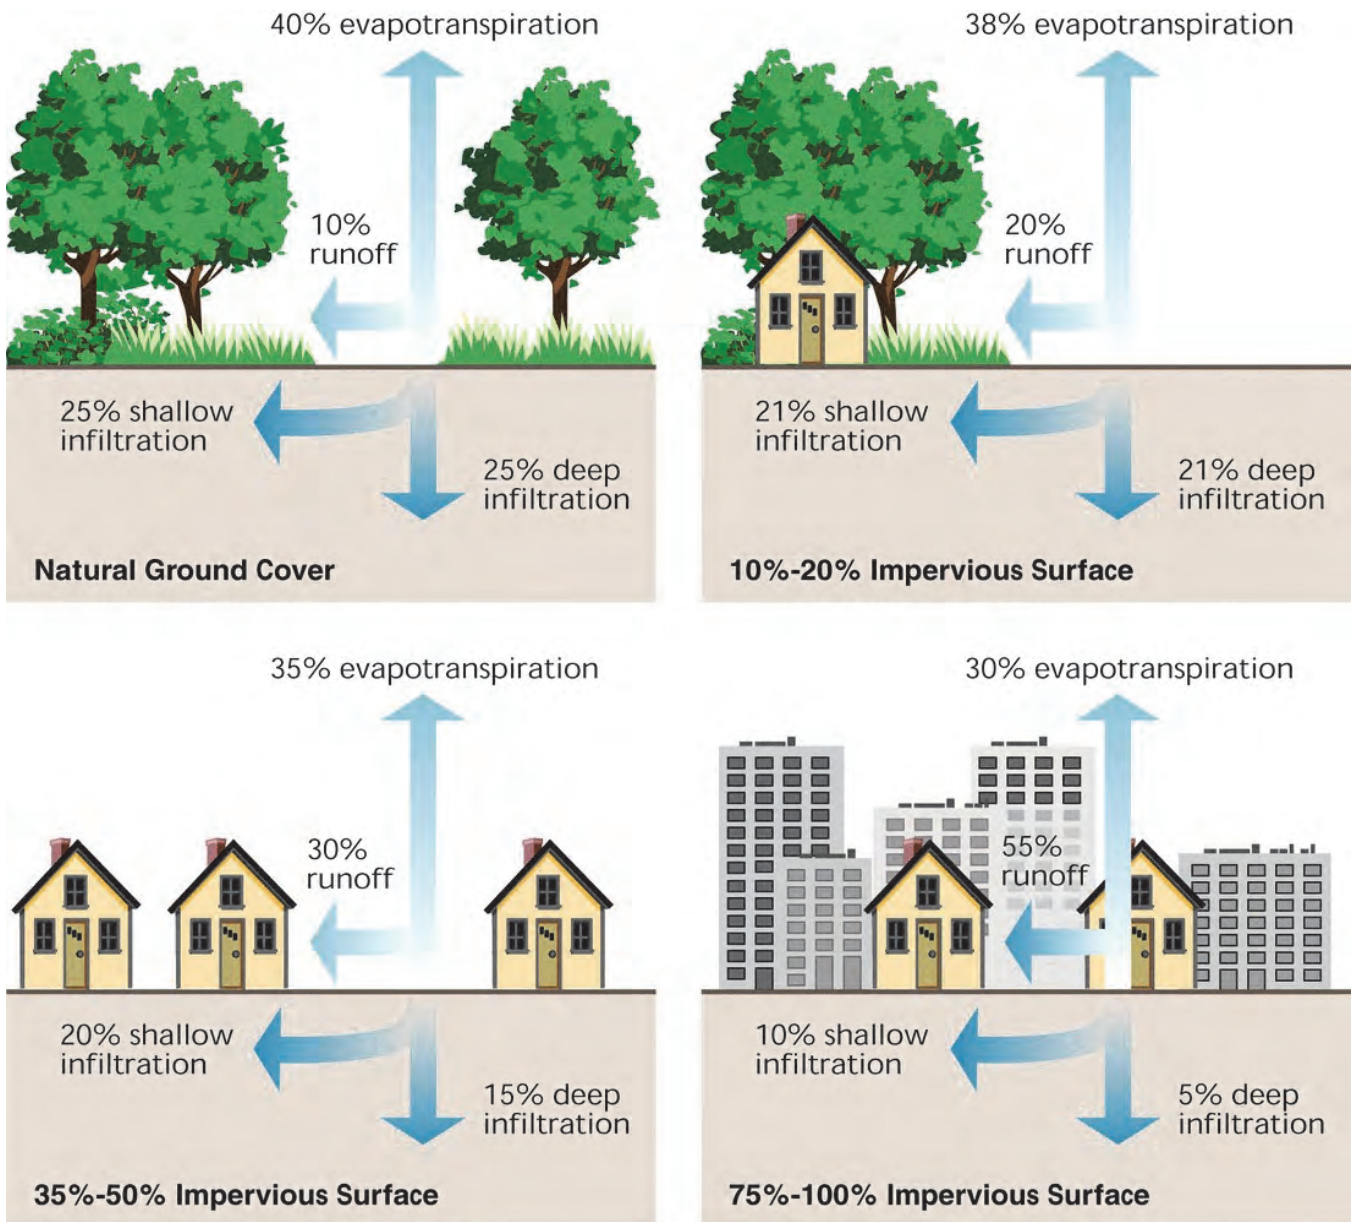 40% evapotranspiration
10%
runoff
25% shallow
infiltration
25% deep
infiltration
Natural Ground Cover
38% evapotranspiration
20%
runoff
21% shallow
infiltration
21% deep
infiltration
10%-20% Impervious Surface
35% evapotranspiration
30%
runoff
20% shallow
infiltration
15% deep
infiltration
35%-50% Impervious Surface
30% evapotranspiration
55%
runoff
10% shallow
infiltration
5% deep
infiltration
75%-100% Impervious Surface